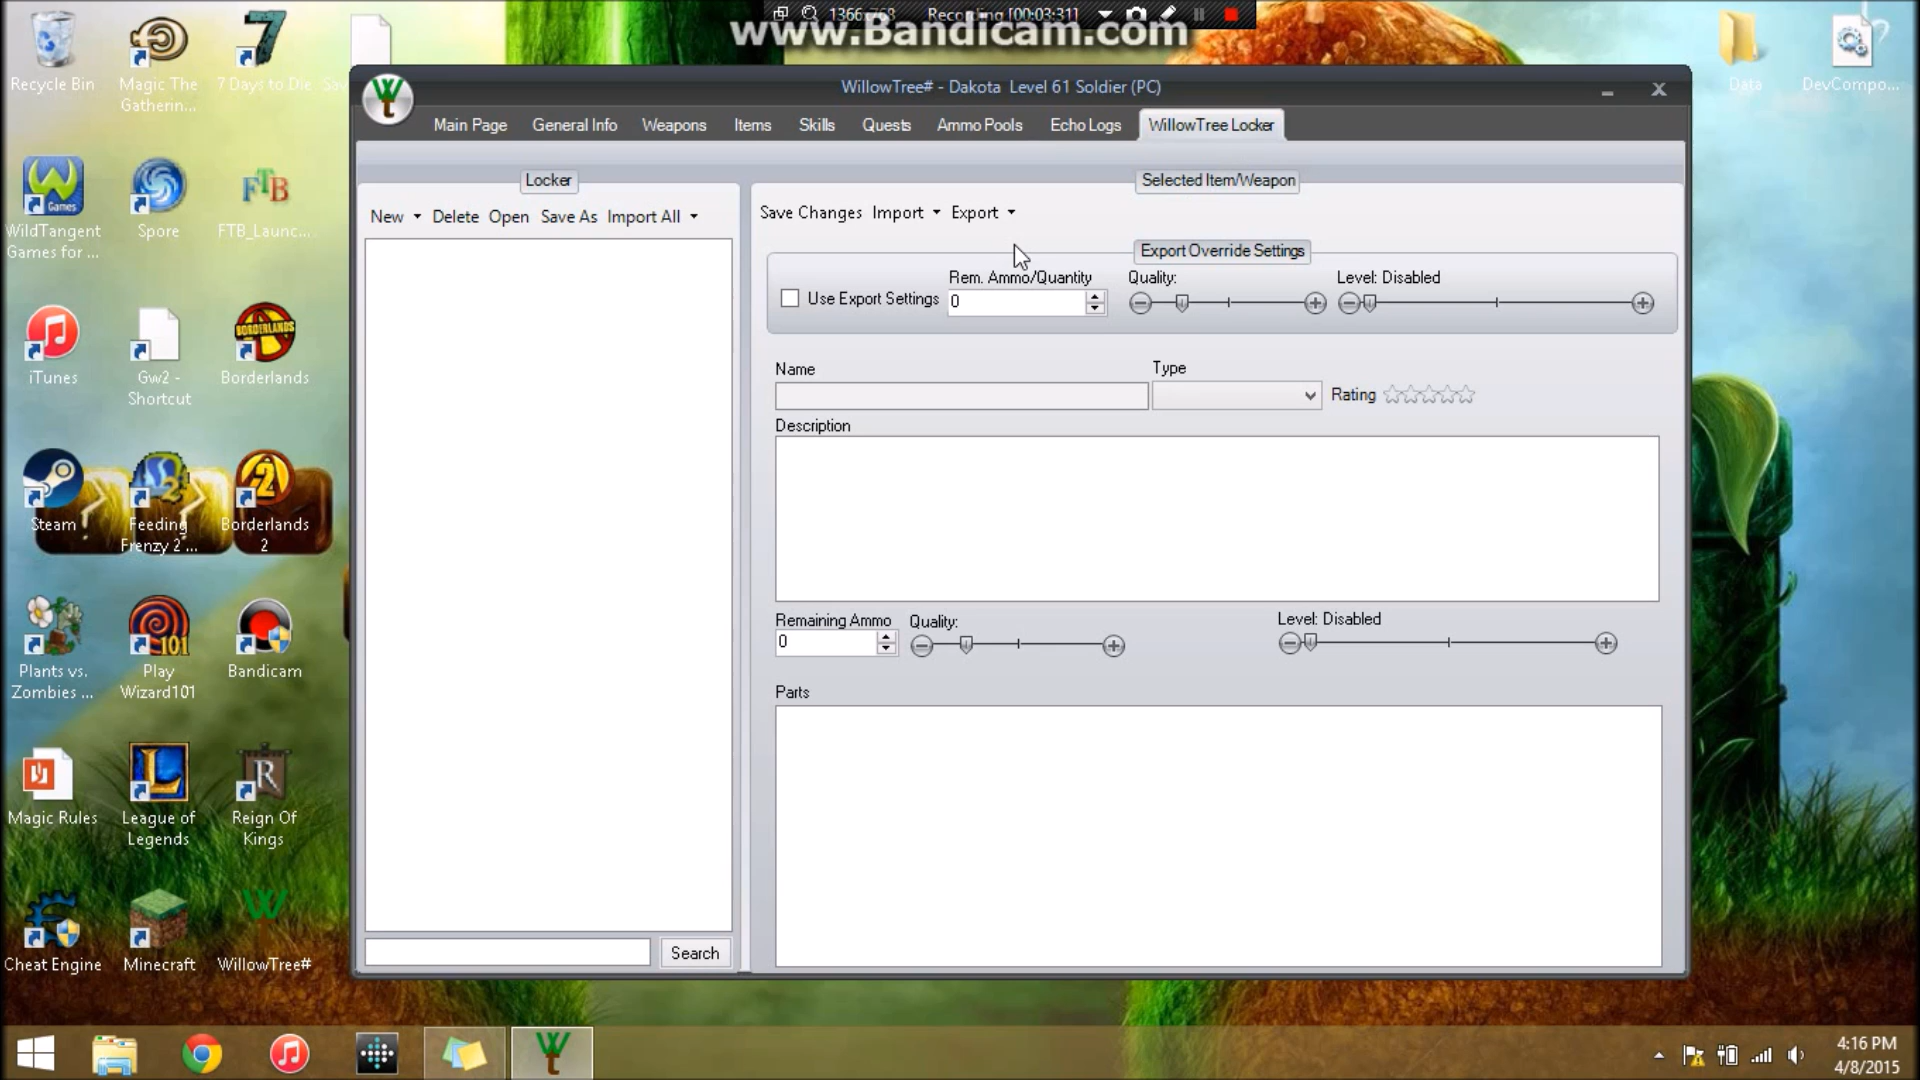 1366x768 Recording [00:03:31]
www.Bandicam.com
Recycle Bin
Magic The Gatherin...
7 Days to Die
Data
DevCompo...
WildTangent Games for ...
Spore
FTB_Launc...
iTunes
Gw2 - Shortcut
Borderlands
Steam
Feeding Frenzy 2 ...
Borderlands 2
Plants vs. Zombies ...
Play Wizard101
Bandicam
Magic Rules
League of Legends
Reign Of Kings
Cheat Engine
Minecraft
WillowTree#
WillowTree# - Dakota Level 61 Soldier (PC)
Main Page General Info Weapons Items Skills Quests Ammo Pools Echo Logs WillowTree Locker
Locker
New Delete Open Save As Import All
Search
Selected Item/Weapon
Save Changes Import Export
Export Override Settings
Use Export Settings
Rem. Ammo/Quantity
0
Quality:
Level: Disabled
Name
Type
Rating
Description
Remaining Ammo
0
Quality:
Level: Disabled
Parts
4:16 PM
4/8/2015